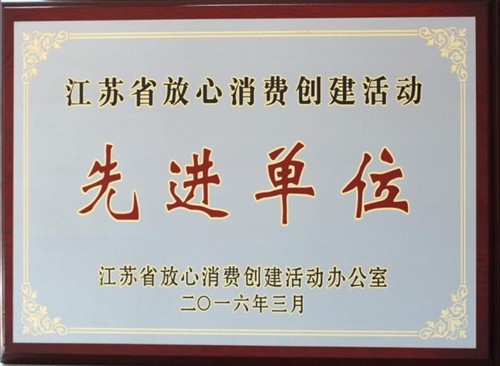 江苏省放心消费创建活动
先进单位
江苏省放心消费创建活动办公室
二〇一六年三月